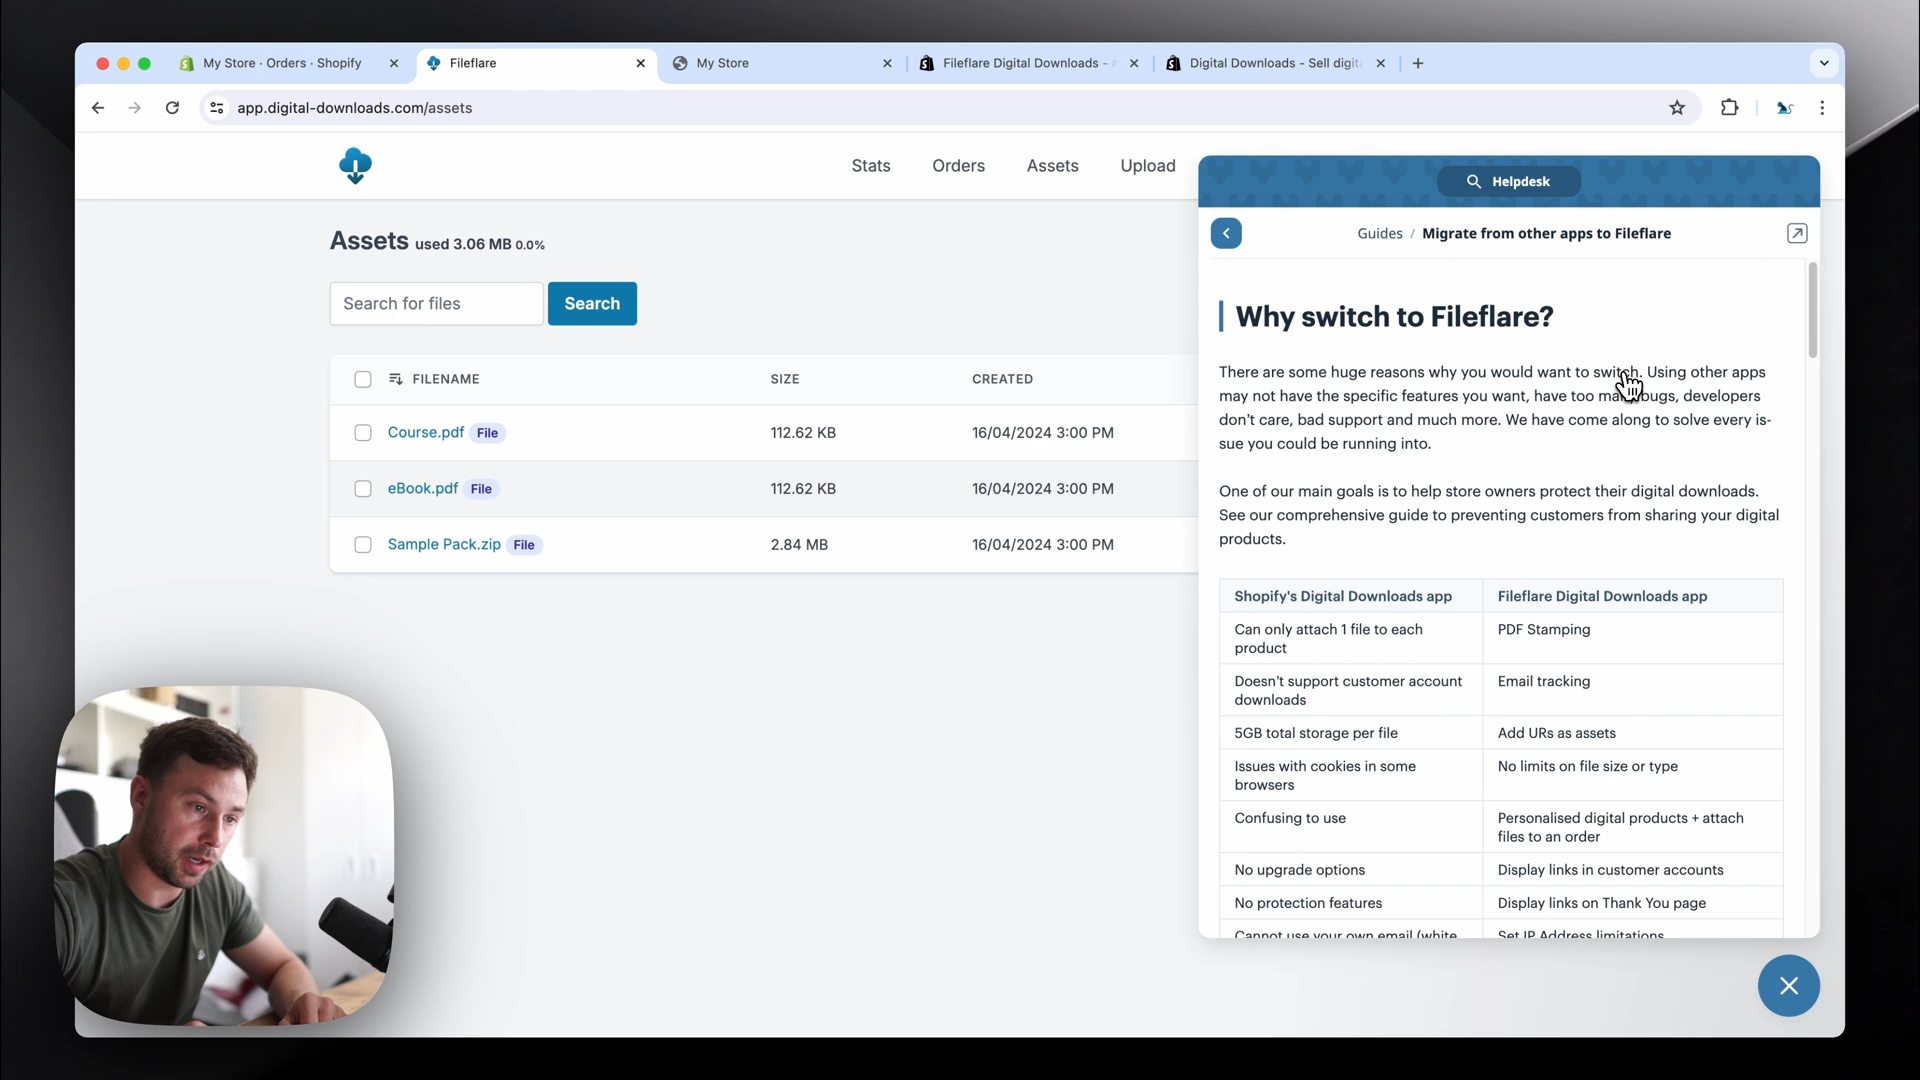 My Store · Orders · Shopify
Fileflare
My Store
Fileflare Digital Downloads -
Digital Downloads - Sell digit
app.digital-downloads.com/assets
Stats
Orders
Assets
Upload
Assets used 3.06 MB 0.0%
Search for files
Search
FILENAME
SIZE
CREATED
Course.pdf File
112.62 KB
16/04/2024 3:00 PM
eBook.pdf File
112.62 KB
16/04/2024 3:00 PM
Sample Pack.zip File
2.84 MB
16/04/2024 3:00 PM
Helpdesk
Guides / Migrate from other apps to Fileflare
Why switch to Fileflare?
There are some huge reasons why you would want to switch. Using other apps
may not have the specific features you want, have too many bugs, developers
don't care, bad support and much more. We have come along to solve every is-
sue you could be running into.
One of our main goals is to help store owners protect their digital downloads.
See our comprehensive guide to preventing customers from sharing your digital
products.
Shopify's Digital Downloads app
Fileflare Digital Downloads app
Can only attach 1 file to each
product
PDF Stamping
Doesn't support customer account
downloads
Email tracking
5GB total storage per file
Add URs as assets
Issues with cookies in some
browsers
No limits on file size or type
Confusing to use
Personalised digital products + attach
files to an order
No upgrade options
Display links in customer accounts
No protection features
Display links on Thank You page
Cannot use your own email (white
Set IP Address limitations